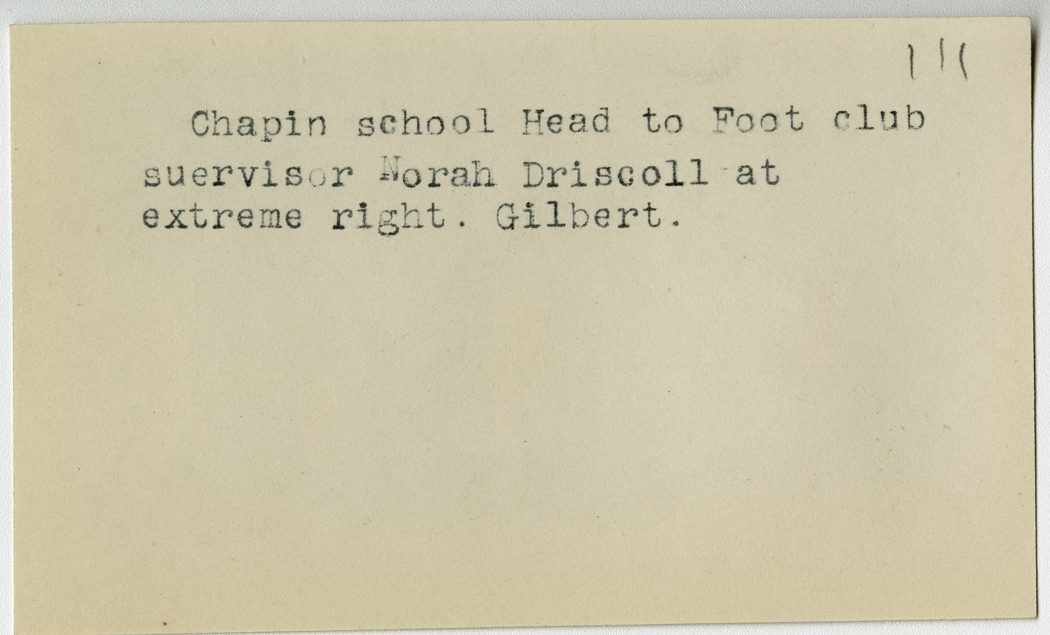 111
Chapin school Head to Foot club
suervisor Norah Driscoll at
extreme right. Gilbert.